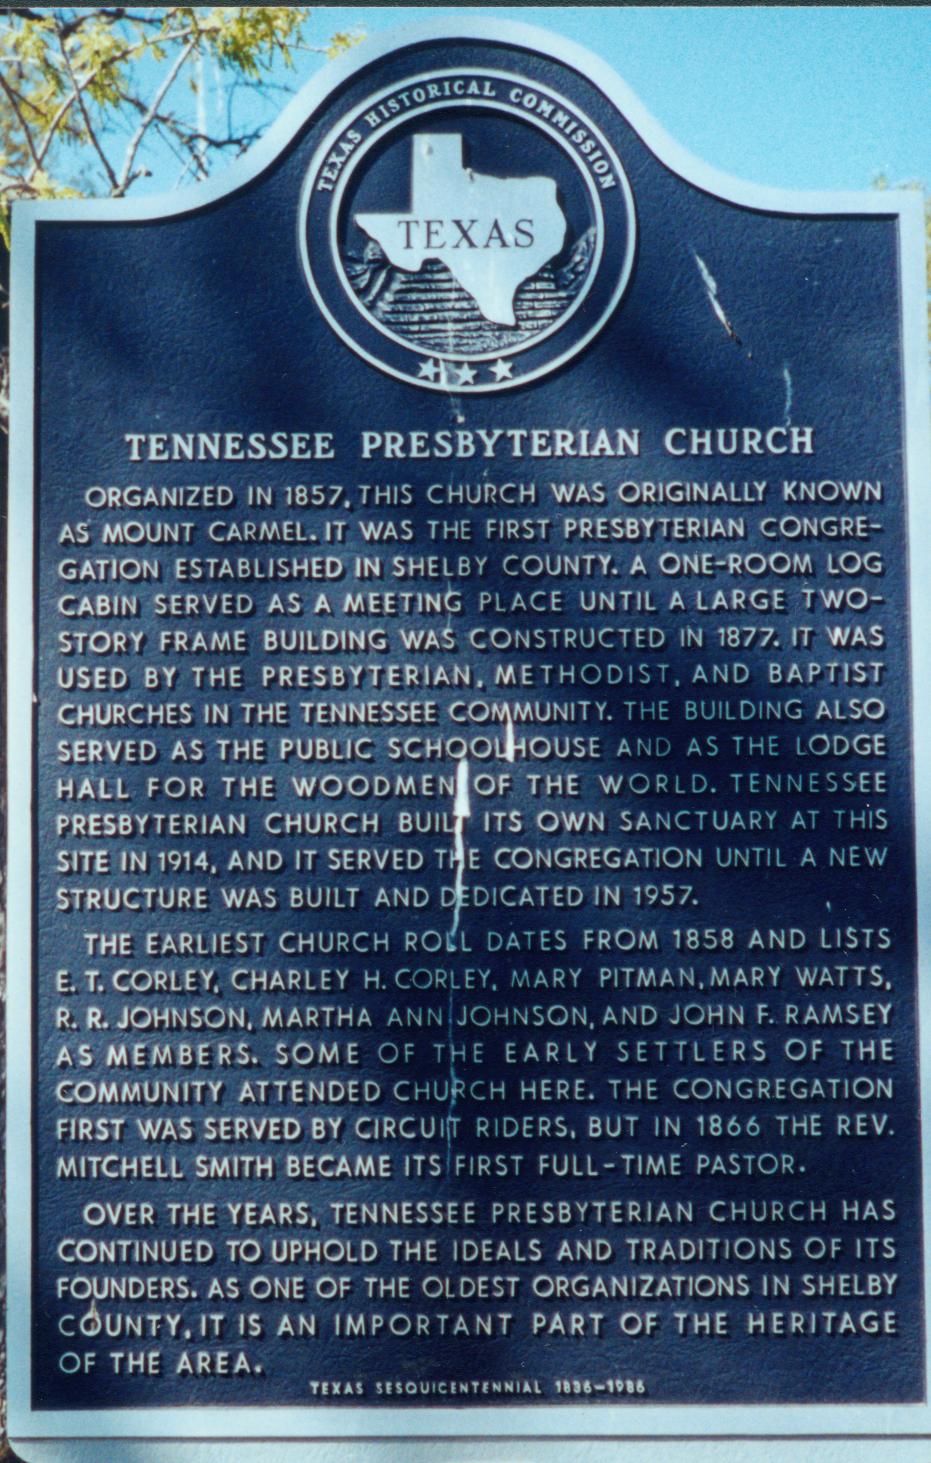 TEXAS HISTORICAL COMMISSION
TEXAS
TENNESSEE PRESBYTERIAN CHURCH
ORGANIZED IN 1857, THIS CHURCH WAS ORIGINALLY KNOWN
AS MOUNT CARMEL. IT WAS THE FIRST PRESBYTERIAN CONGRE-
GATION ESTABLISHED IN SHELBY COUNTY. A ONE-ROOM LOG
CABIN SERVED AS A MEETING PLACE UNTIL A LARGE TWO-
STORY FRAME BUILDING WAS CONSTRUCTED IN 1877. IT WAS
USED BY THE PRESBYTERIAN, METHODIST, AND BAPTIST
CHURCHES IN THE TENNESSEE COMMUNITY. THE BUILDING ALSO
SERVED AS THE PUBLIC SCHOOLHOUSE AND AS THE LODGE
HALL FOR THE WOODMEN OF THE WORLD. TENNESSEE
PRESBYTERIAN CHURCH BUILT ITS OWN SANCTUARY AT THIS
SITE IN 1914, AND IT SERVED THE CONGREGATION UNTIL A NEW
STRUCTURE WAS BUILT AND DEDICATED IN 1957.
THE EARLIEST CHURCH ROLL DATES FROM 1858 AND LISTS
E. T. CORLEY, CHARLEY H. CORLEY, MARY PITMAN, MARY WATTS,
R. R. JOHNSON, MARTHA ANN JOHNSON, AND JOHN F. RAMSEY
AS MEMBERS. SOME OF THE EARLY SETTLERS OF THE
COMMUNITY ATTENDED CHURCH HERE. THE CONGREGATION
FIRST WAS SERVED BY CIRCUIT RIDERS, BUT IN 1866 THE REV.
MITCHELL SMITH BECAME ITS FIRST FULL-TIME PASTOR.
OVER THE YEARS, TENNESSEE PRESBYTERIAN CHURCH HAS
CONTINUED TO UPHOLD THE IDEALS AND TRADITIONS OF ITS
FOUNDERS. AS ONE OF THE OLDEST ORGANIZATIONS IN SHELBY
COUNTY, IT IS AN IMPORTANT PART OF THE HERITAGE
OF THE AREA.
TEXAS SESQUICENTENNIAL 1836-1986